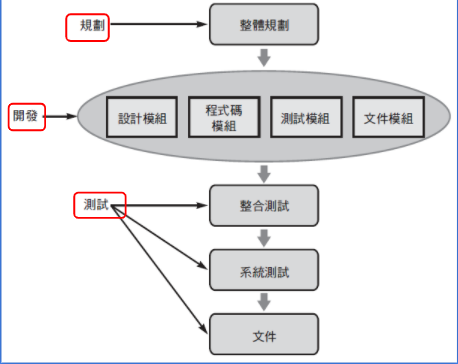 規劃
整體規劃
開發
設計模組
程式碼
模組
測試模組
文件模組
測試
整合測試
系統測試
文件